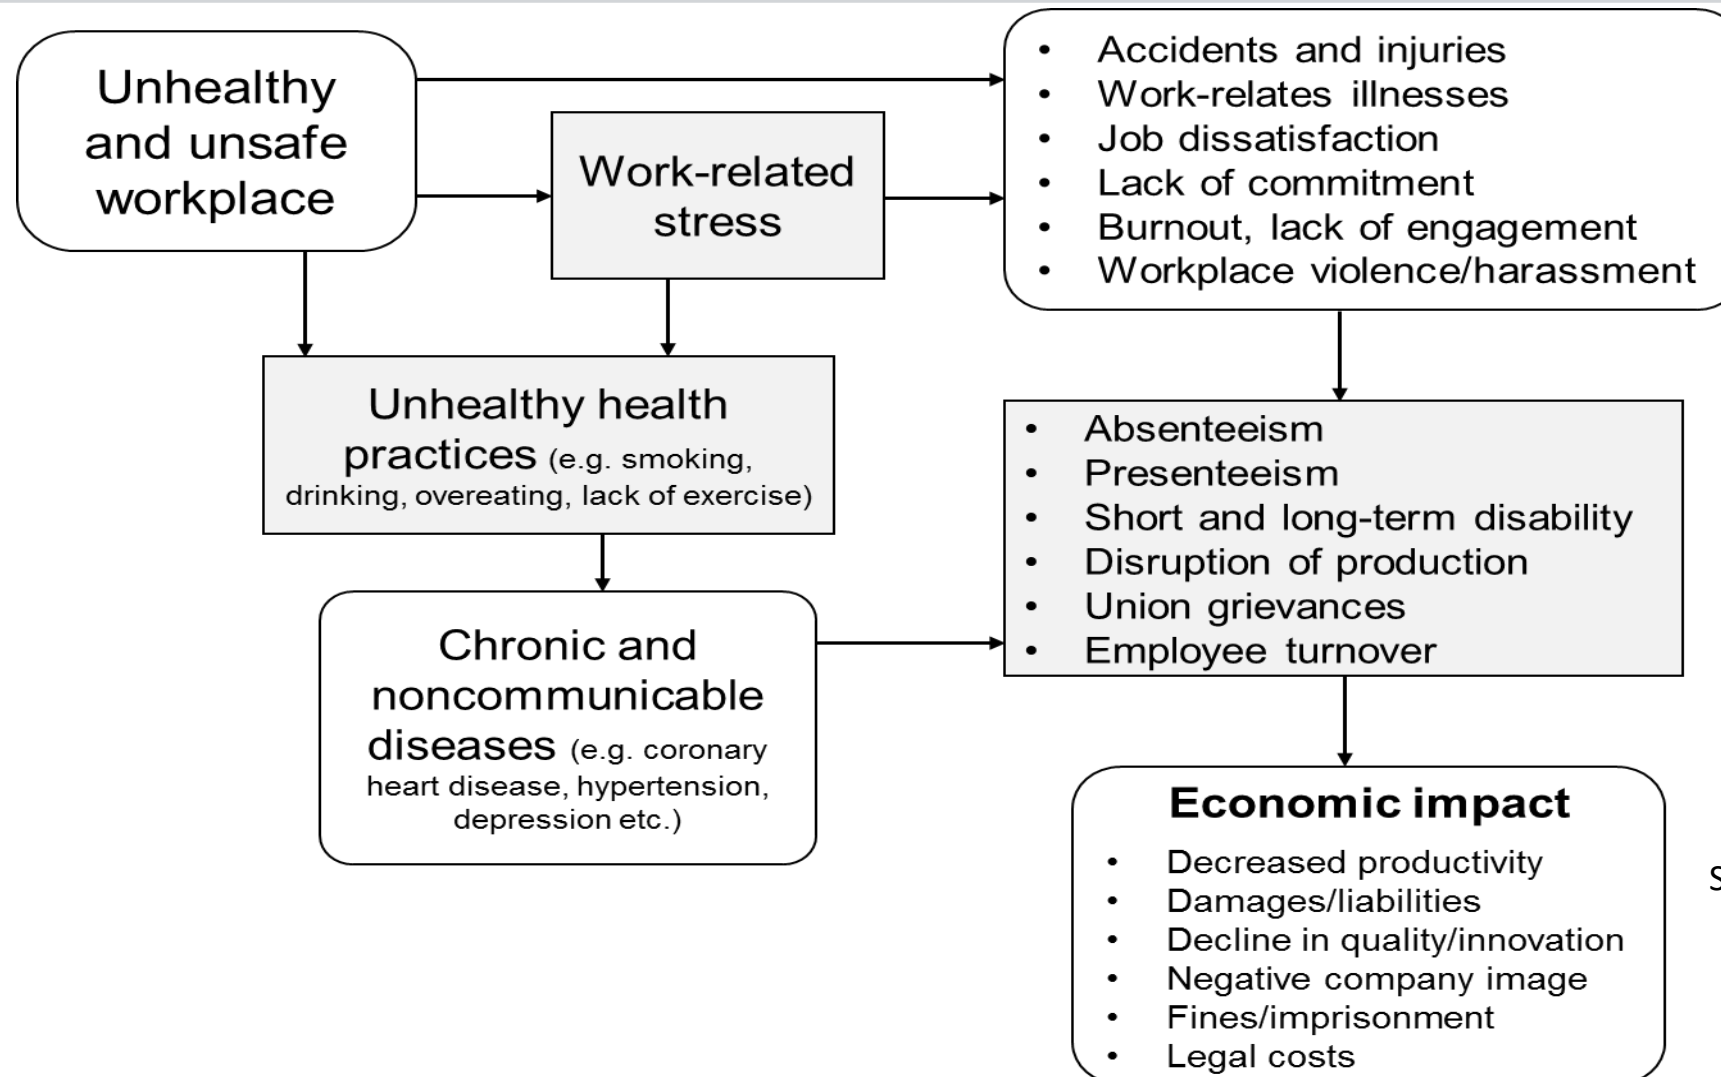 Unhealthy
and unsafe
workplace
Work-related
stress
• Accidents and injuries
• Work-relates illnesses
• Job dissatisfaction
• Lack of commitment
• Burnout, lack of engagement
• Workplace violence/harassment
Unhealthy health
practices (e.g. smoking,
drinking, overeating, lack of exercise)
• Absenteeism
• Presenteeism
• Short and long-term disability
• Disruption of production
• Union grievances
• Employee turnover
Chronic and
noncommunicable
diseases (e.g. coronary
heart disease, hypertension,
depression etc.)
Economic impact
• Decreased productivity
• Damages/liabilities
• Decline in quality/innovation
• Negative company image
• Fines/imprisonment
• Legal costs